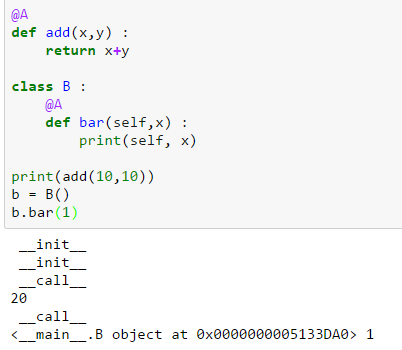 @A
def add(x,y) :
    return x+y
class B :
    @A
    def bar(self,x) :
        print(self, x)
print(add(10,10))
b = B()
b.bar(1)
__init__
__init__
__call__
20
__call__
<__main__.B object at 0x0000000005133DA0> 1